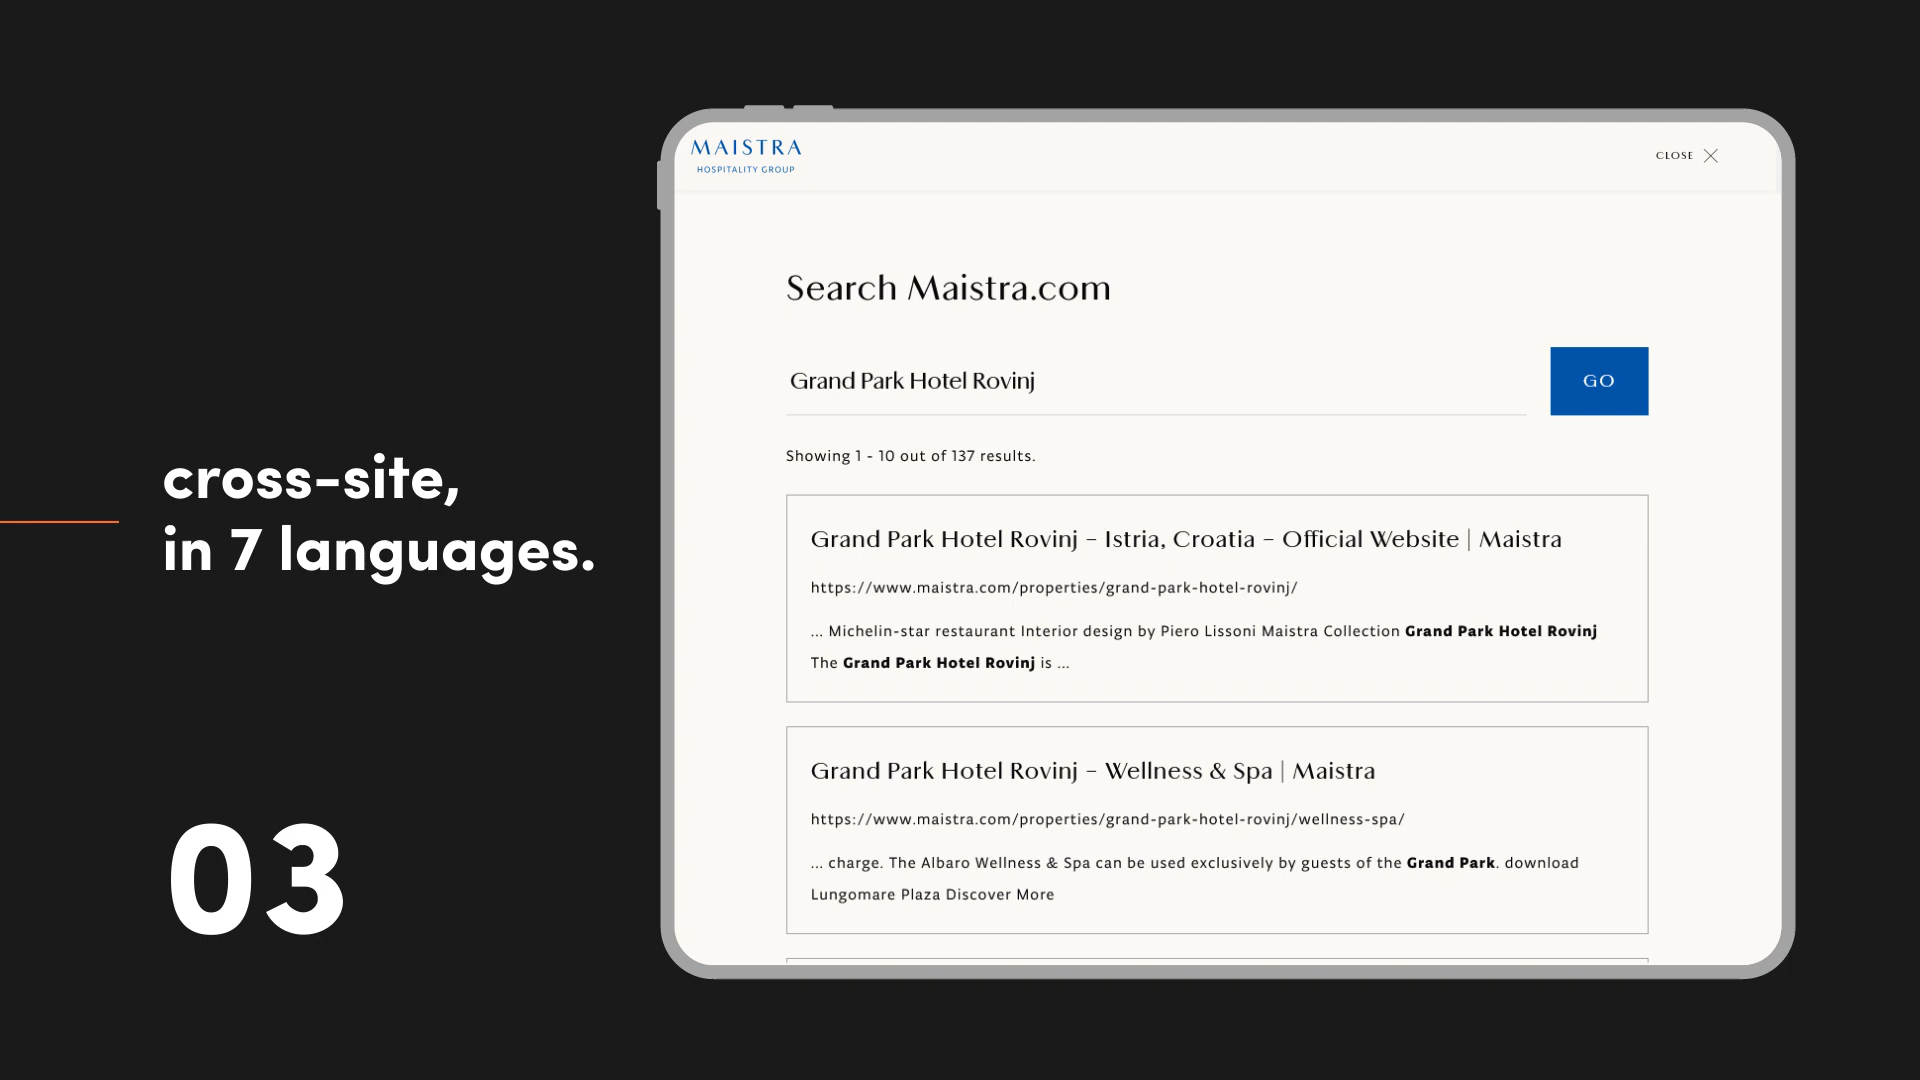 cross-site,
in 7 languages.
03
MAISTRA
HOSPITALITY GROUP
CLOSE
Search Maistra.com
Grand Park Hotel Rovinj
GO
Showing 1 - 10 out of 137 results.
Grand Park Hotel Rovinj – Istria, Croatia – Official Website | Maistra
https://www.maistra.com/properties/grand-park-hotel-rovinj/
... Michelin-star restaurant Interior design by Piero Lissoni Maistra Collection Grand Park Hotel Rovinj
The Grand Park Hotel Rovinj is ...
Grand Park Hotel Rovinj – Wellness & Spa | Maistra
https://www.maistra.com/properties/grand-park-hotel-rovinj/wellness-spa/
... charge. The Albaro Wellness & Spa can be used exclusively by guests of the Grand Park. download
Lungomare Plaza Discover More